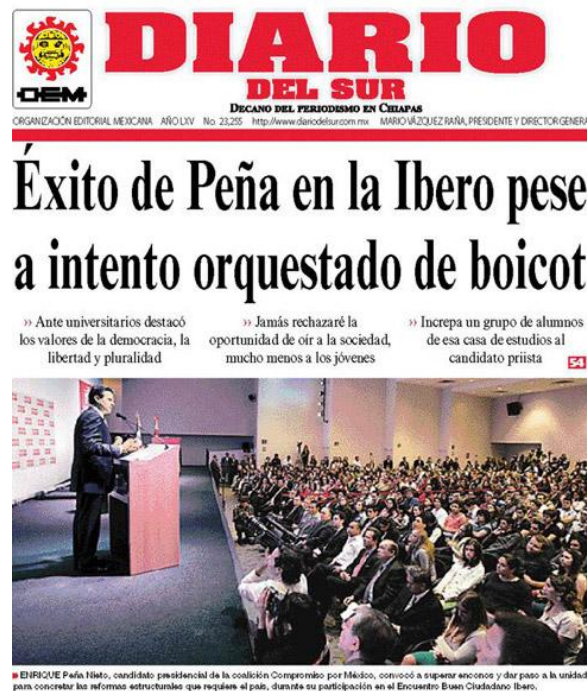 DIARIO
DEL SUR
OEM
DECANO DEL PERIODISMO EN CHIAPAS
ORGANIZACIÓN EDITORIAL MEXICANA AÑO LXV No. 23,255 http://www.diariodelsur.com.mx MARIO VÁZQUEZ RAÑA, PRESIDENTE Y DIRECTOR GENERA
Éxito de Peña en la Ibero pese
a intento orquestado de boicot
›› Ante universitarios destacó
los valores de la democracia, la
libertad y pluralidad
›› Jamás rechazaré la
oportunidad de oír a la sociedad,
mucho menos a los jóvenes
›› Increpa un grupo de alumnos
de esa casa de estudios al
candidato priista
54
ENRIQUE Peña Nieto, candidato presidencial de la coalición Compromiso por México, convocó a superar enconos y dar paso a la unida
para concretar las reformas estructurales que requiere el país, durante su participación en el Encuentro Buen Ciudadano Ibero.